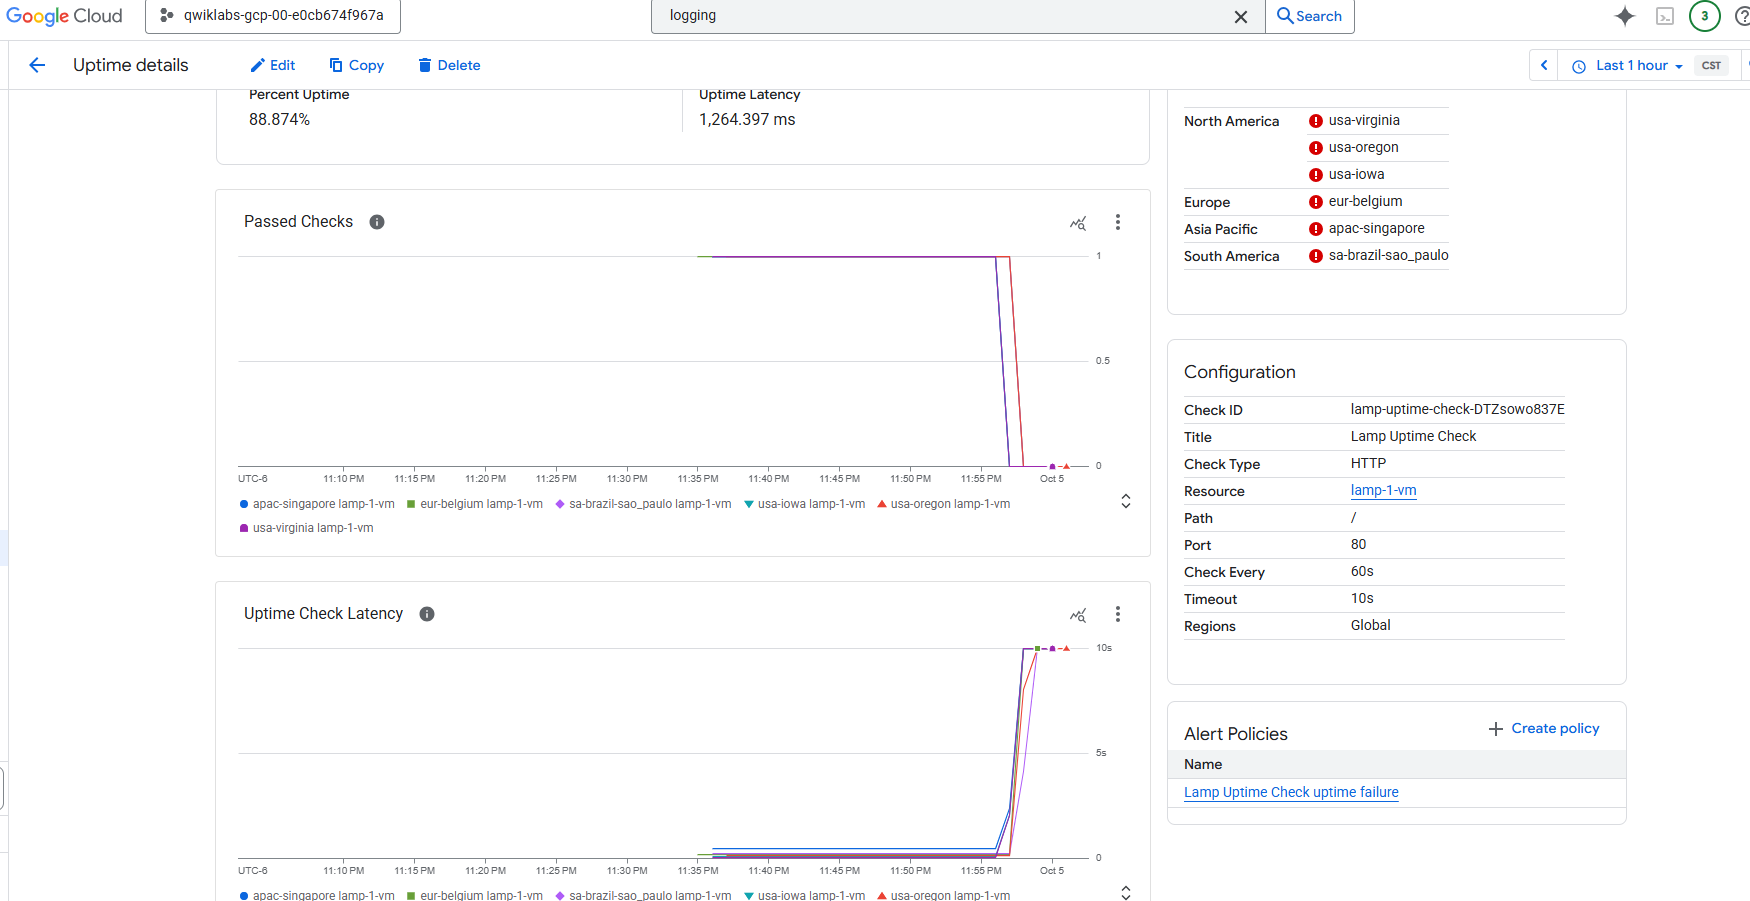 Google Cloud
qwiklabs-gcp-00-e0cb674f967a
logging
Search
3
Uptime details
Edit
Copy
Delete
Last 1 hour
CST
Percent Uptime
88.874%
Uptime Latency
1,264.397 ms
North America
usa-virginia
usa-oregon
usa-iowa
Europe
eur-belgium
Asia Pacific
apac-singapore
South America
sa-brazil-sao_paulo
Passed Checks
1
0.5
0
UTC-6 11:10 PM 11:15 PM 11:20 PM 11:25 PM 11:30 PM 11:35 PM 11:40 PM 11:45 PM 11:50 PM 11:55 PM Oct 5
apac-singapore lamp-1-vm eur-belgium lamp-1-vm sa-brazil-sao_paulo lamp-1-vm usa-iowa lamp-1-vm usa-oregon lamp-1-vm
usa-virginia lamp-1-vm
Configuration
Check ID lamp-uptime-check-DTZsowo837E
Title Lamp Uptime Check
Check Type HTTP
Resource lamp-1-vm
Path /
Port 80
Check Every 60s
Timeout 10s
Regions Global
Uptime Check Latency
10s
5s
0
UTC-6 11:10 PM 11:15 PM 11:20 PM 11:25 PM 11:30 PM 11:35 PM 11:40 PM 11:45 PM 11:50 PM 11:55 PM Oct 5
apac-singapore lamp-1-vm eur-belgium lamp-1-vm sa-brazil-sao_paulo lamp-1-vm usa-iowa lamp-1-vm usa-oregon lamp-1-vm
Alert Policies
Create policy
Name
Lamp Uptime Check uptime failure